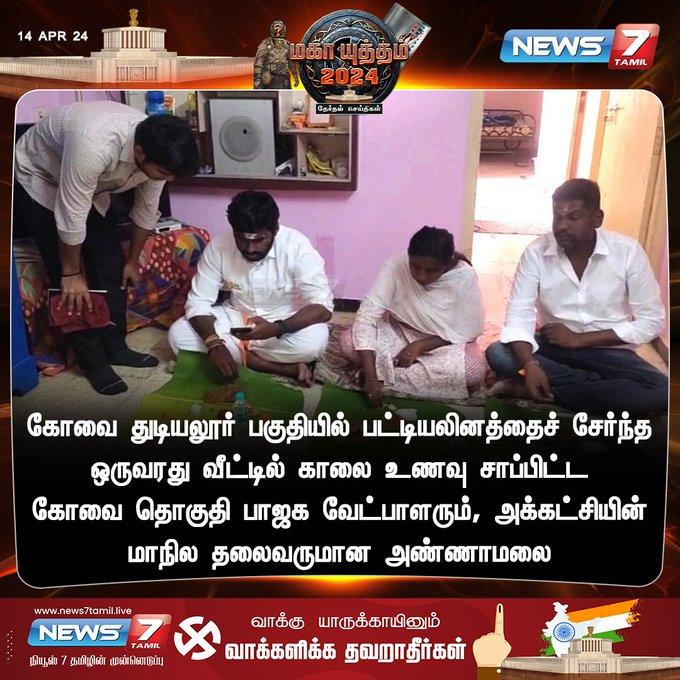 14 APR 24
மகா யுத்தம்
2024
தேர்தல் செய்திகள்
NEWS 7
TAMIL
NEWS 7
கோவை துடியலூர் பகுதியில் பட்டியலினத்தைச் சேர்ந்த
ஒருவரது வீட்டில் காலை உணவு சாப்பிட்ட
கோவை தொகுதி பாஜக வேட்பாளரும், அக்கட்சியின்
மாநில தலைவருமான அண்ணாமலை
www.news7tamil.live
NEWS 7
TAMIL
நியூஸ் 7 தமிழின் முன்னெடுப்பு
வாக்கு யாருக்காயினும்
வாக்களிக்க தவறாதீர்கள்